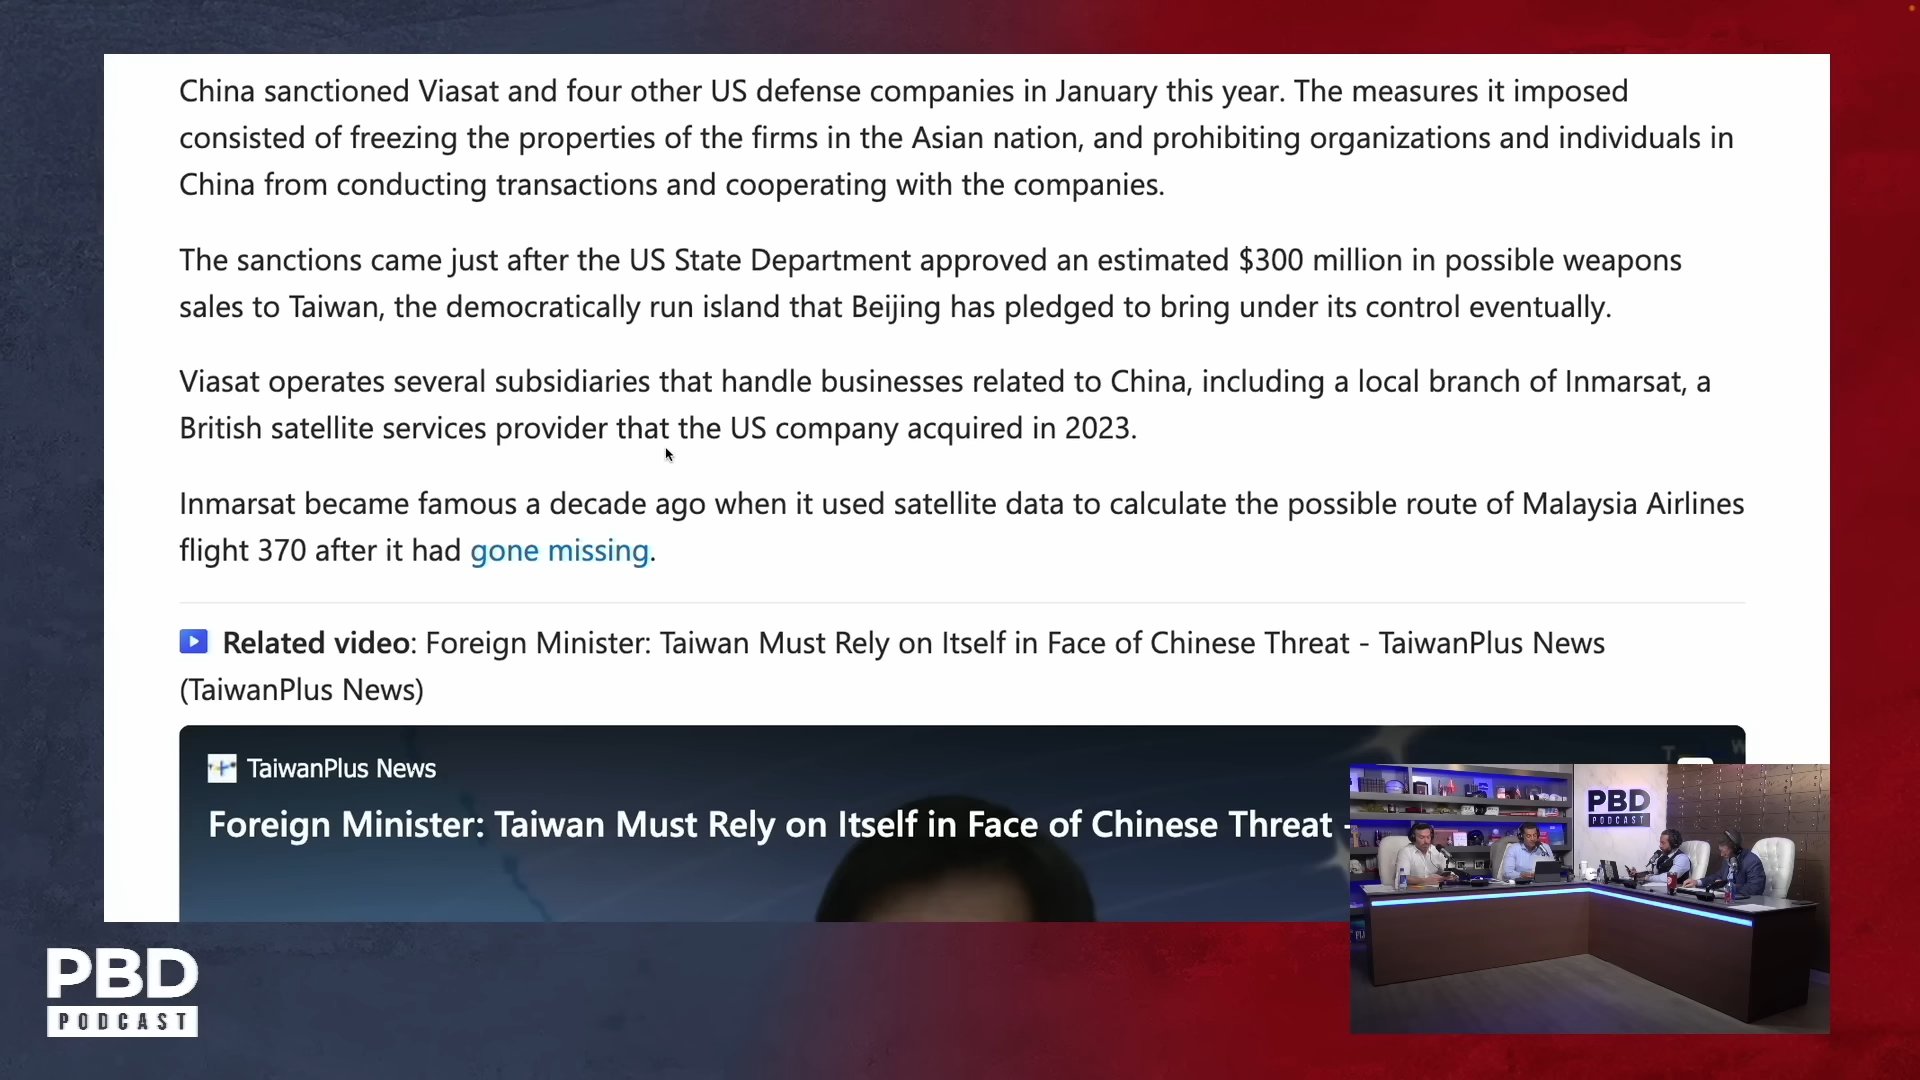 China sanctioned Viasat and four other US defense companies in January this year. The measures it imposed
consisted of freezing the properties of the firms in the Asian nation, and prohibiting organizations and individuals in
China from conducting transactions and cooperating with the companies.
The sanctions came just after the US State Department approved an estimated $300 million in possible weapons
sales to Taiwan, the democratically run island that Beijing has pledged to bring under its control eventually.
Viasat operates several subsidiaries that handle businesses related to China, including a local branch of Inmarsat, a
British satellite services provider that the US company acquired in 2023.
Inmarsat became famous a decade ago when it used satellite data to calculate the possible route of Malaysia Airlines
flight 370 after it had gone missing.
Related video: Foreign Minister: Taiwan Must Rely on Itself in Face of Chinese Threat - TaiwanPlus News
(TaiwanPlus News)
TaiwanPlus News
Foreign Minister: Taiwan Must Rely on Itself in Face of Chinese Threat -
PBD
PODCAST
PBD
PODCAST